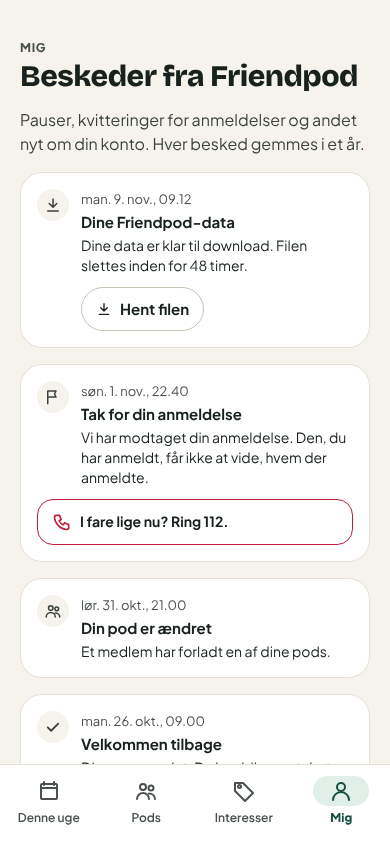 MIG
Beskeder fra Friendpod
Pauser, kvitteringer for anmeldelser og andet
nyt om din konto. Hver besked gemmes i et år.
man. 9. nov., 09.12
Dine Friendpod-data
Dine data er klar til download. Filen
slettes inden for 48 timer.
Hent filen
søn. 1. nov., 22.40
Tak for din anmeldelse
Vi har modtaget din anmeldelse. Den, du
har anmeldt, får ikke at vide, hvem der
anmeldte.
I fare lige nu? Ring 112.
lør. 31. okt., 21.00
Din pod er ændret
Et medlem har forladt en af dine pods.
man. 26. okt., 09.00
Velkommen tilbage
Denne uge
Pods
Interesser
Mig